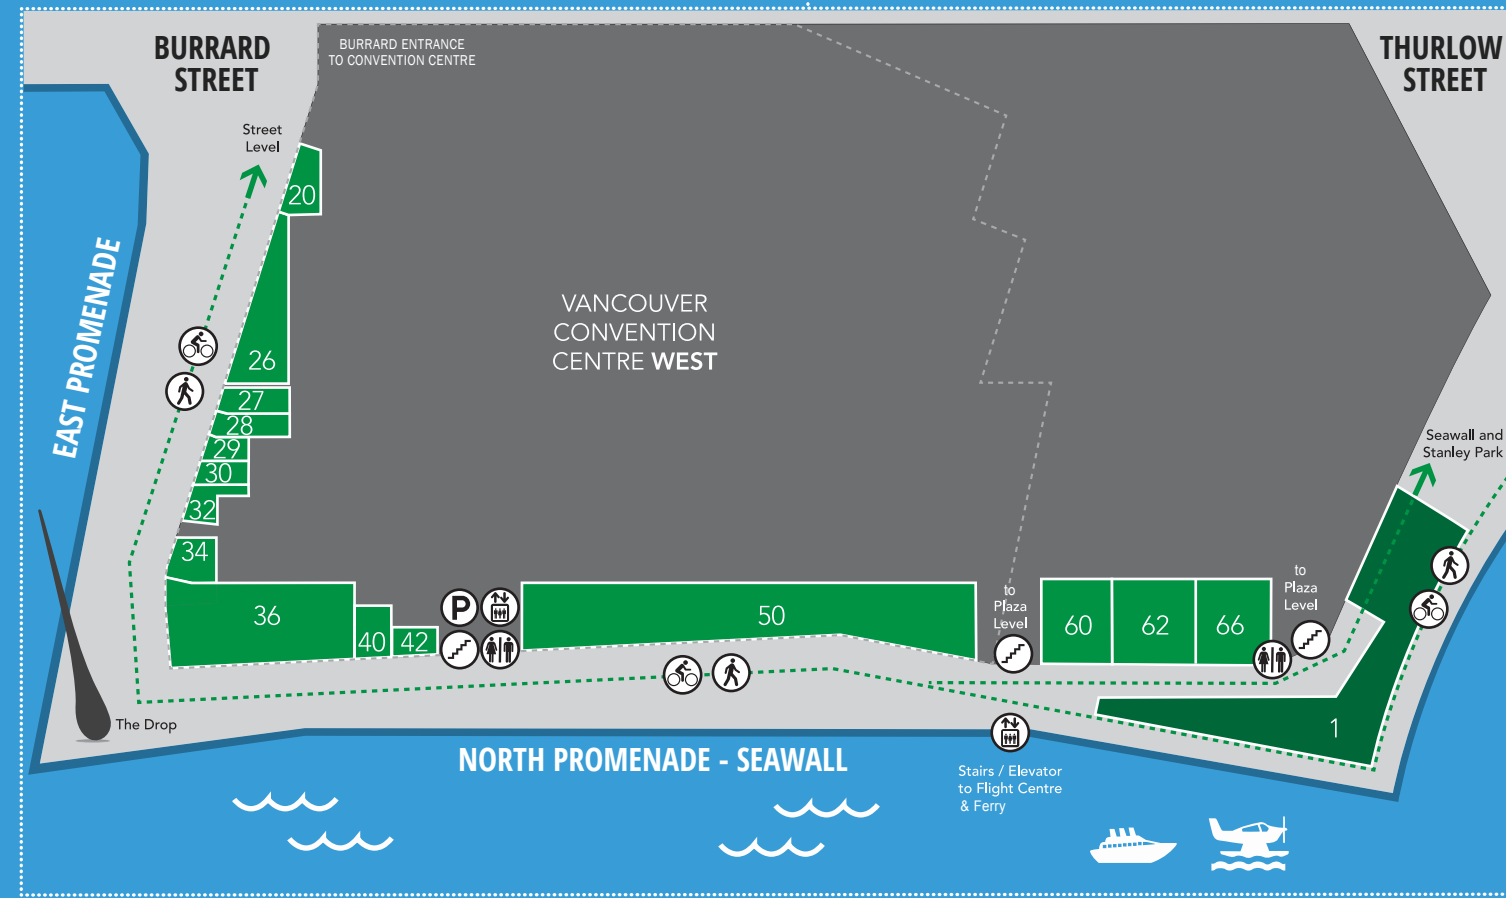 BURRARD
STREET
BURRARD ENTRANCE
TO CONVENTION CENTRE
THURLOW
STREET
Street
Level
20
EAST PROMENADE
VANCOUVER
CONVENTION
CENTRE WEST
26
27
28
29
30
32
34
Seawall and
Stanley Park
36
40
42
P
50
to
Plaza
Level
60
62
66
to
Plaza
Level
1
The Drop
NORTH PROMENADE - SEAWALL
Stairs / Elevator
to Flight Centre
& Ferry